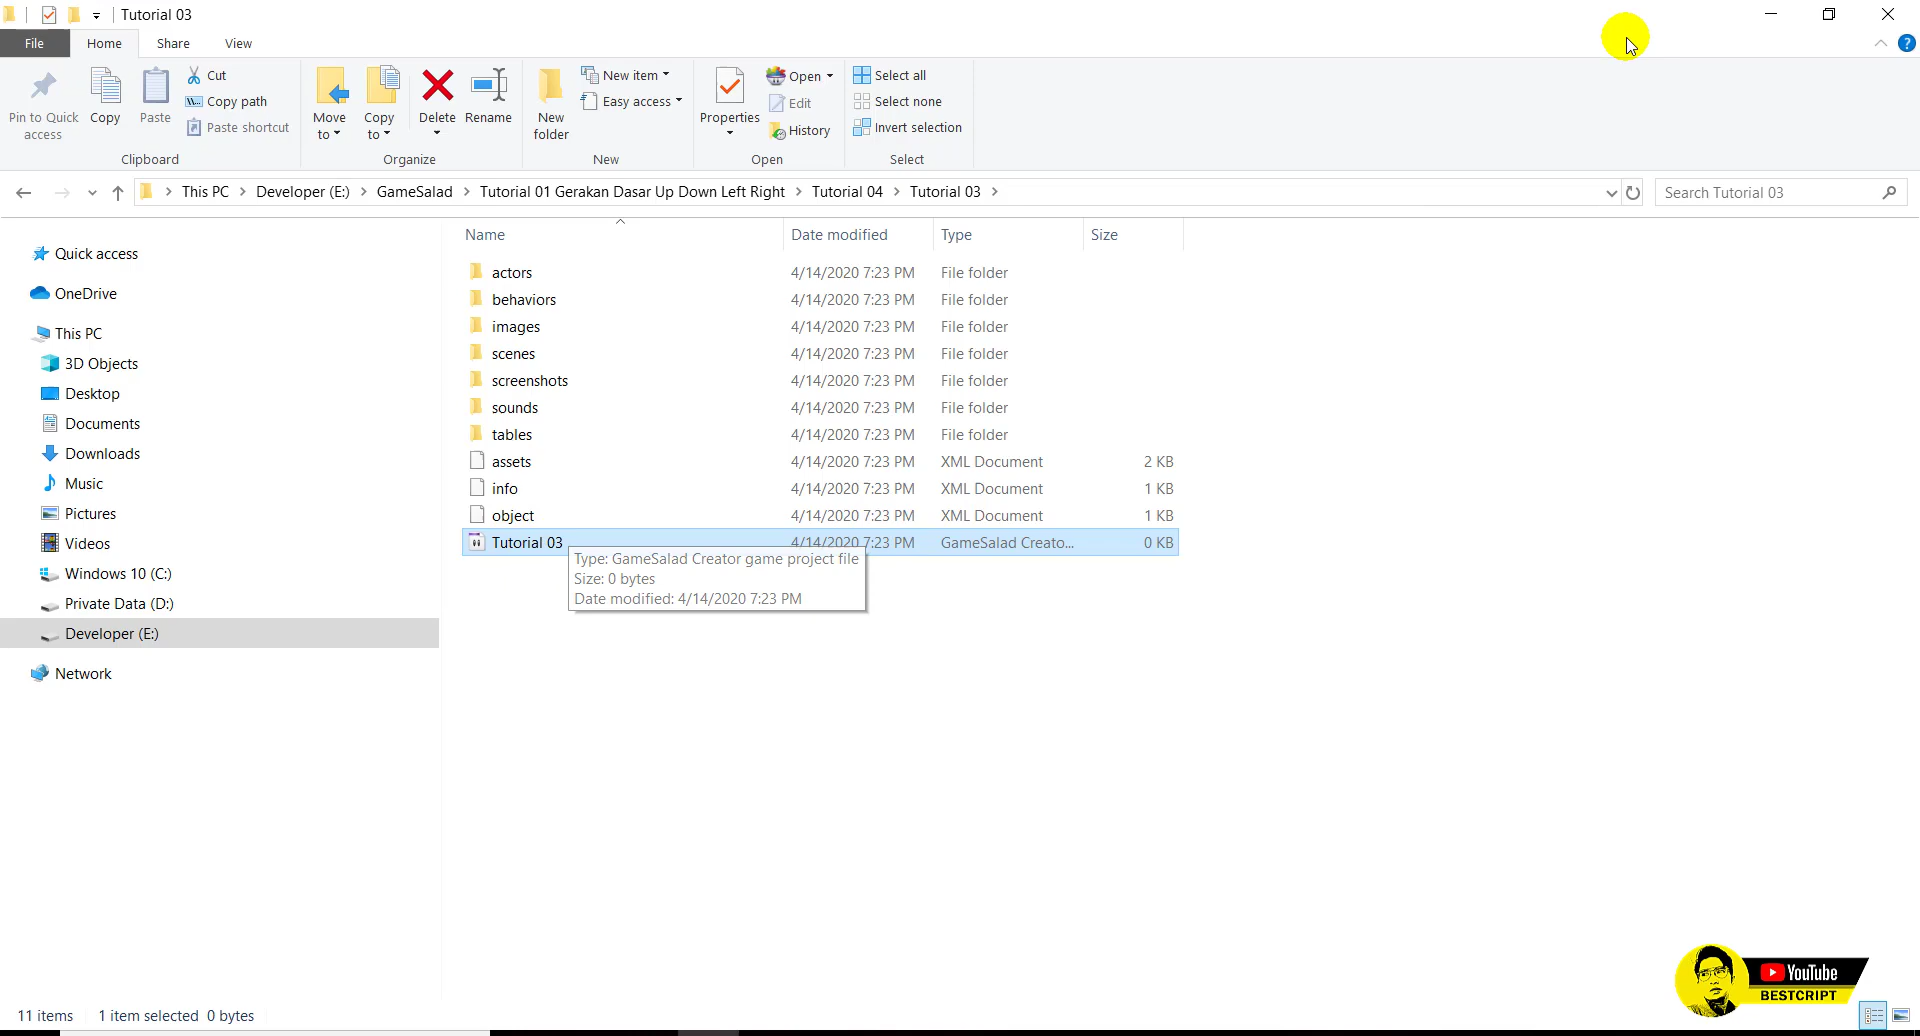 Tutorial 03
File Home Share View
Pin to Quick access
Copy
Paste
Cut
Copy path
Paste shortcut
Clipboard
Move to
Copy to
Delete
Rename
Organize
New folder
New item
Easy access
New
Properties
Open
Edit
History
Open
Select all
Select none
Invert selection
Select
This PC > Developer (E:) > GameSalad > Tutorial 01 Gerakan Dasar Up Down Left Right > Tutorial 04 > Tutorial 03 >
Search Tutorial 03
Quick access
OneDrive
This PC
3D Objects
Desktop
Documents
Downloads
Music
Pictures
Videos
Windows 10 (C:)
Private Data (D:)
Developer (E:)
Network
Name Date modified Type Size
actors 4/14/2020 7:23 PM File folder
behaviors 4/14/2020 7:23 PM File folder
images 4/14/2020 7:23 PM File folder
scenes 4/14/2020 7:23 PM File folder
screenshots 4/14/2020 7:23 PM File folder
sounds 4/14/2020 7:23 PM File folder
tables 4/14/2020 7:23 PM File folder
assets 4/14/2020 7:23 PM XML Document 2 KB
info 4/14/2020 7:23 PM XML Document 1 KB
object 4/14/2020 7:23 PM XML Document 1 KB
Tutorial 03 4/14/2020 7:23 PM GameSalad Creato... 0 KB
Type: GameSalad Creator game project file
Size: 0 bytes
Date modified: 4/14/2020 7:23 PM
YouTube
BESTCRIPT
11 items 1 item selected 0 bytes